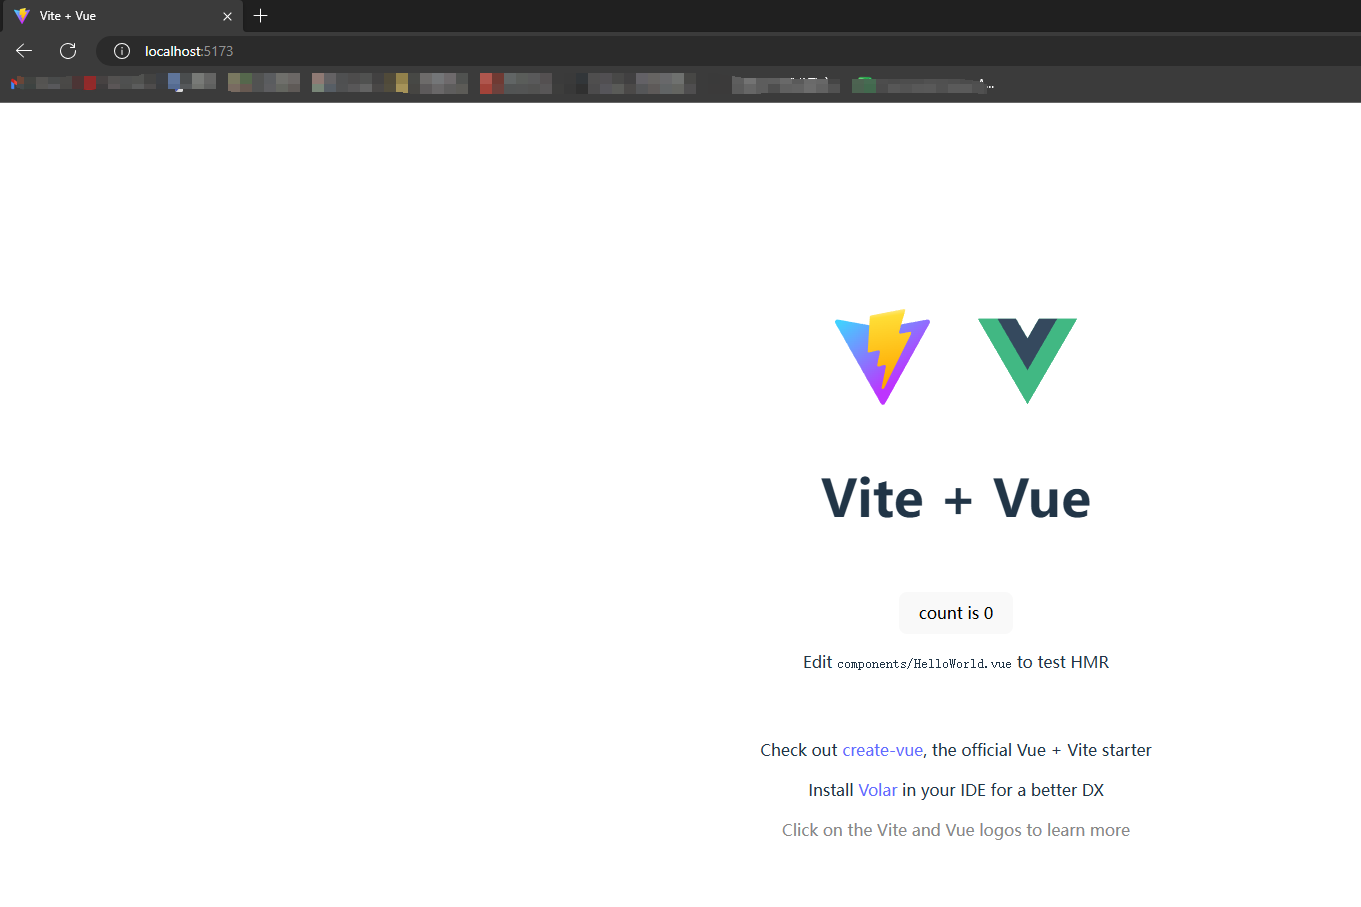 Vite + Vue
localhost:5173
Vite + Vue
count is 0
Edit components/HelloWorld.vue to test HMR
Check out create-vue, the official Vue + Vite starter
Install Volar in your IDE for a better DX
Click on the Vite and Vue logos to learn more